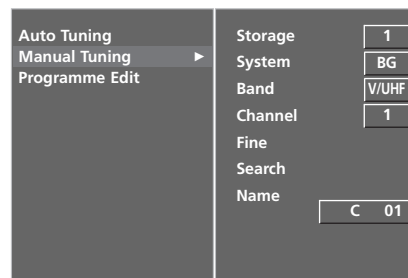 Auto Tuning
Manual Tuning ►
Programme Edit
Storage 1
System BG
Band V/UHF
Channel 1
Fine
Search
Name
C 01